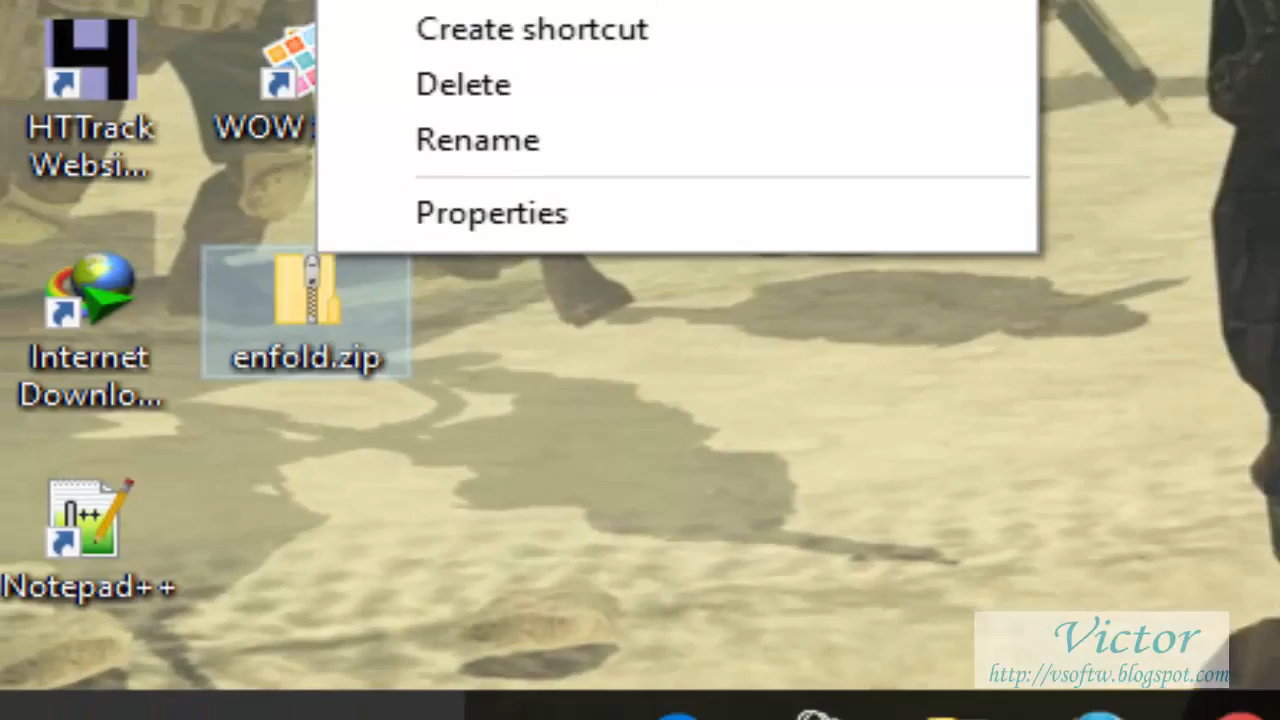 Create shortcut
Delete
Rename
Properties
HTTrack
Websi...
WOW
Internet
Downlo...
enfold.zip
Notepad++
Victor
http://vsoftw.blogspot.com